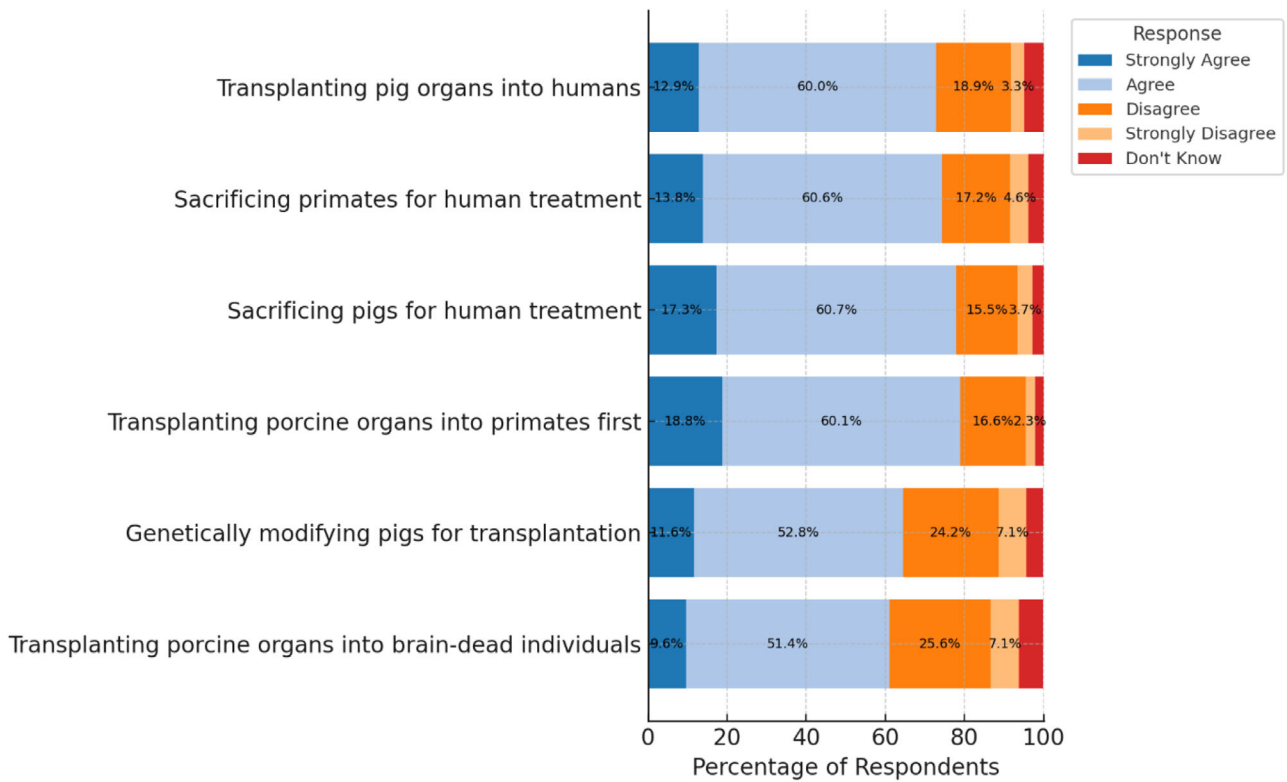 Response
Strongly Agree
Agree
Disagree
Strongly Disagree
Don't Know
Transplanting pig organs into humans
12.9% 60.0% 18.9% 3.3%
Sacrificing primates for human treatment
13.8% 60.6% 17.2% 4.6%
Sacrificing pigs for human treatment
17.3% 60.7% 15.5% 3.7%
Transplanting porcine organs into primates first
18.8% 60.1% 16.6% 2.3%
Genetically modifying pigs for transplantation
11.6% 52.8% 24.2% 7.1%
Transplanting porcine organs into brain-dead individuals
9.6% 51.4% 25.6% 7.1%
0 20 40 60 80 100
Percentage of Respondents